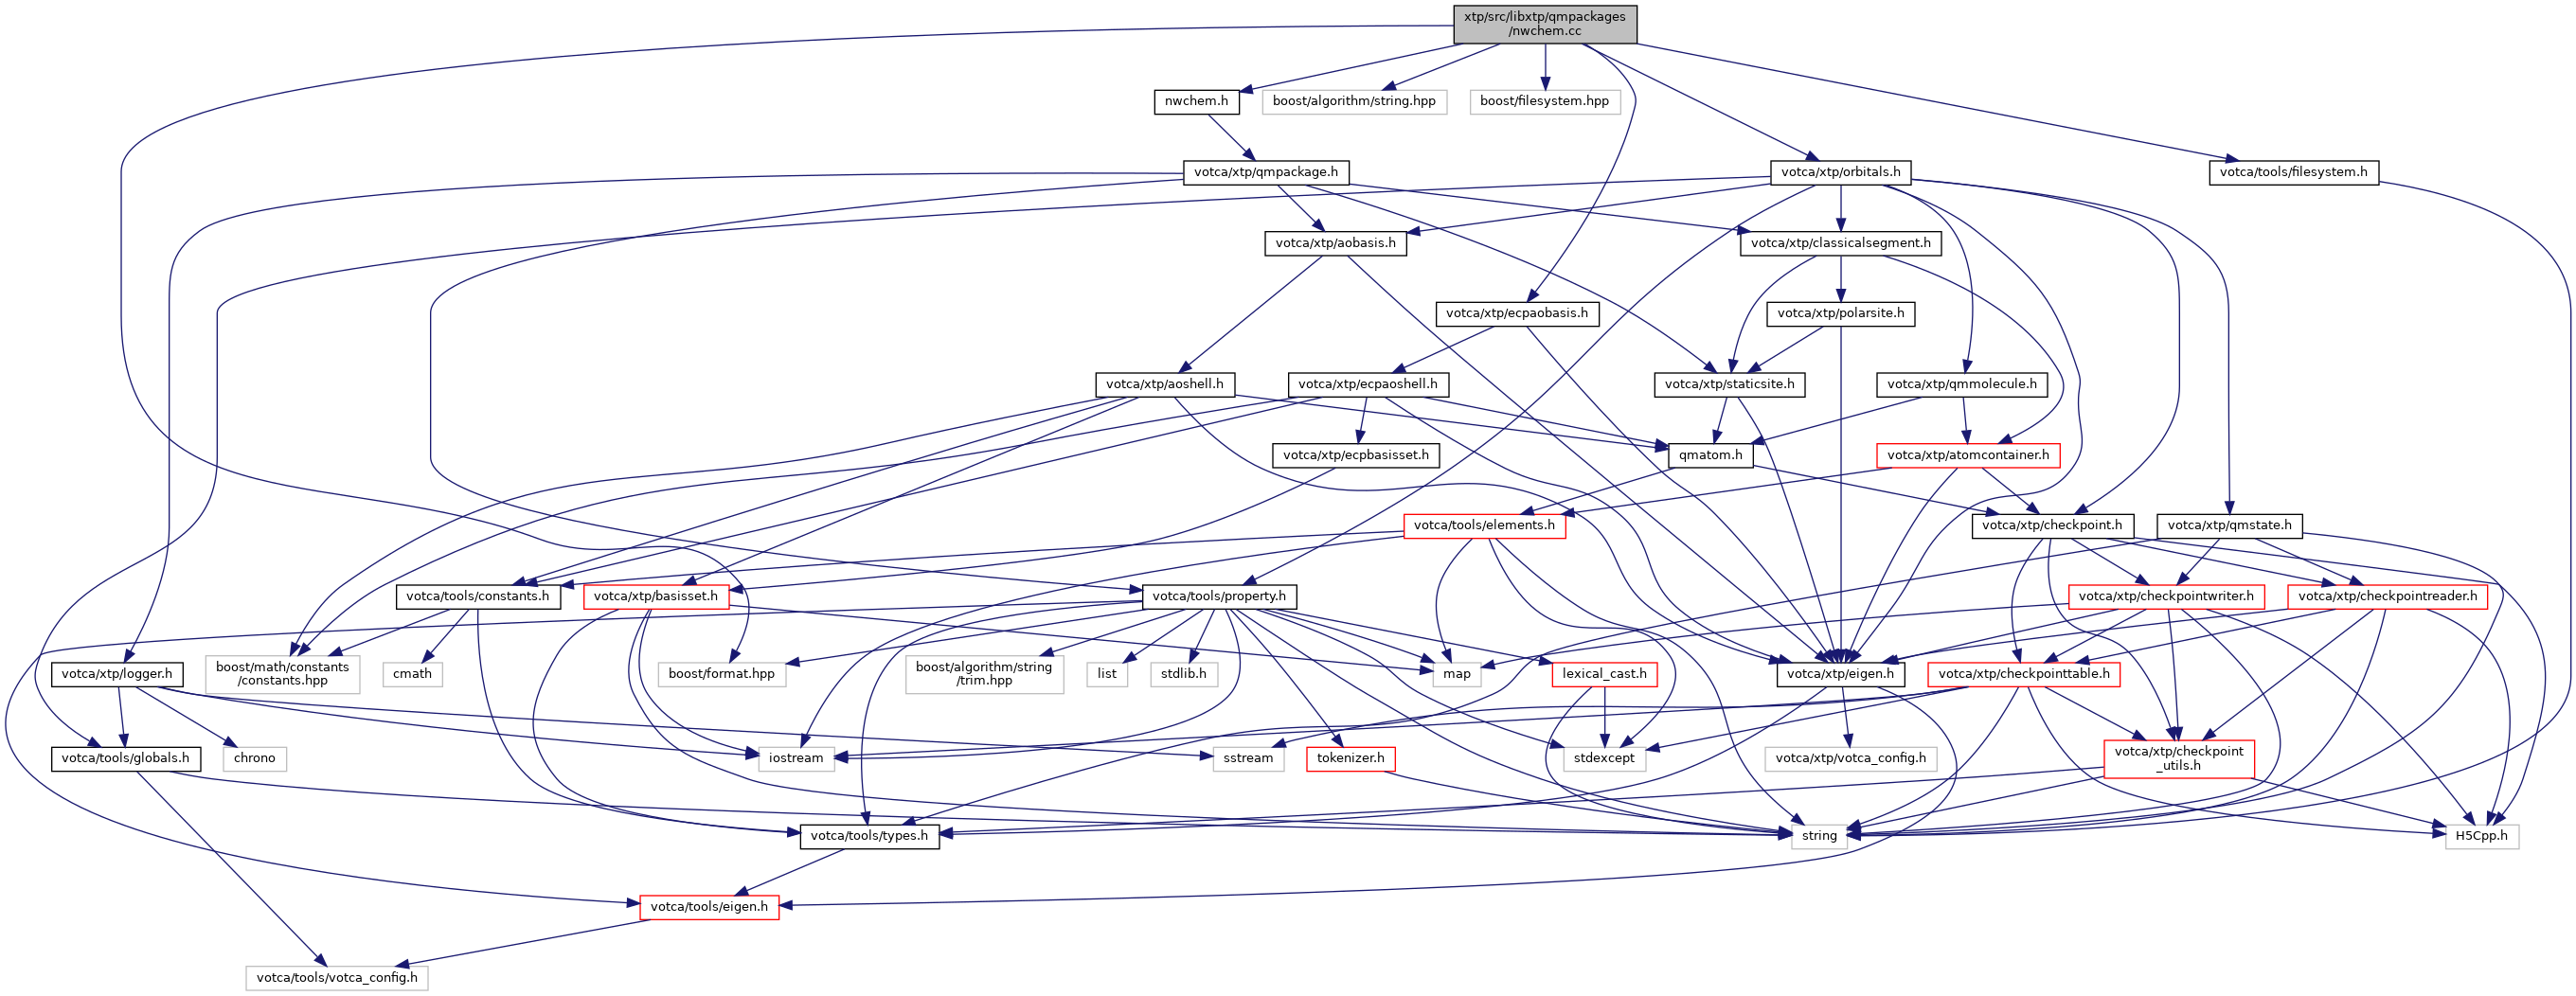 xtp/src/libxtp/qmpackages
/nwchem.cc
nwchem.h
boost/algorithm/string.hpp
boost/filesystem.hpp
votca/xtp/qmpackage.h
votca/xtp/orbitals.h
votca/tools/filesystem.h
votca/xtp/aobasis.h
votca/xtp/classicalsegment.h
votca/xtp/ecpaobasis.h
votca/xtp/polarsite.h
votca/xtp/aoshell.h
votca/xtp/ecpaoshell.h
votca/xtp/staticsite.h
votca/xtp/qmmolecule.h
votca/xtp/ecpbasisset.h
qmatom.h
votca/xtp/atomcontainer.h
votca/tools/elements.h
votca/xtp/checkpoint.h
votca/xtp/qmstate.h
votca/tools/constants.h
votca/xtp/basisset.h
votca/tools/property.h
votca/xtp/checkpointwriter.h
votca/xtp/checkpointreader.h
votca/xtp/logger.h
boost/math/constants
/constants.hpp
cmath
boost/format.hpp
boost/algorithm/string
/trim.hpp
list
stdlib.h
map
lexical_cast.h
votca/xtp/eigen.h
votca/xtp/checkpointtable.h
votca/tools/globals.h
chrono
iostream
sstream
tokenizer.h
stdexcept
votca/xtp/votca_config.h
votca/xtp/checkpoint
_utils.h
votca/tools/types.h
string
H5Cpp.h
votca/tools/eigen.h
votca/tools/votca_config.h